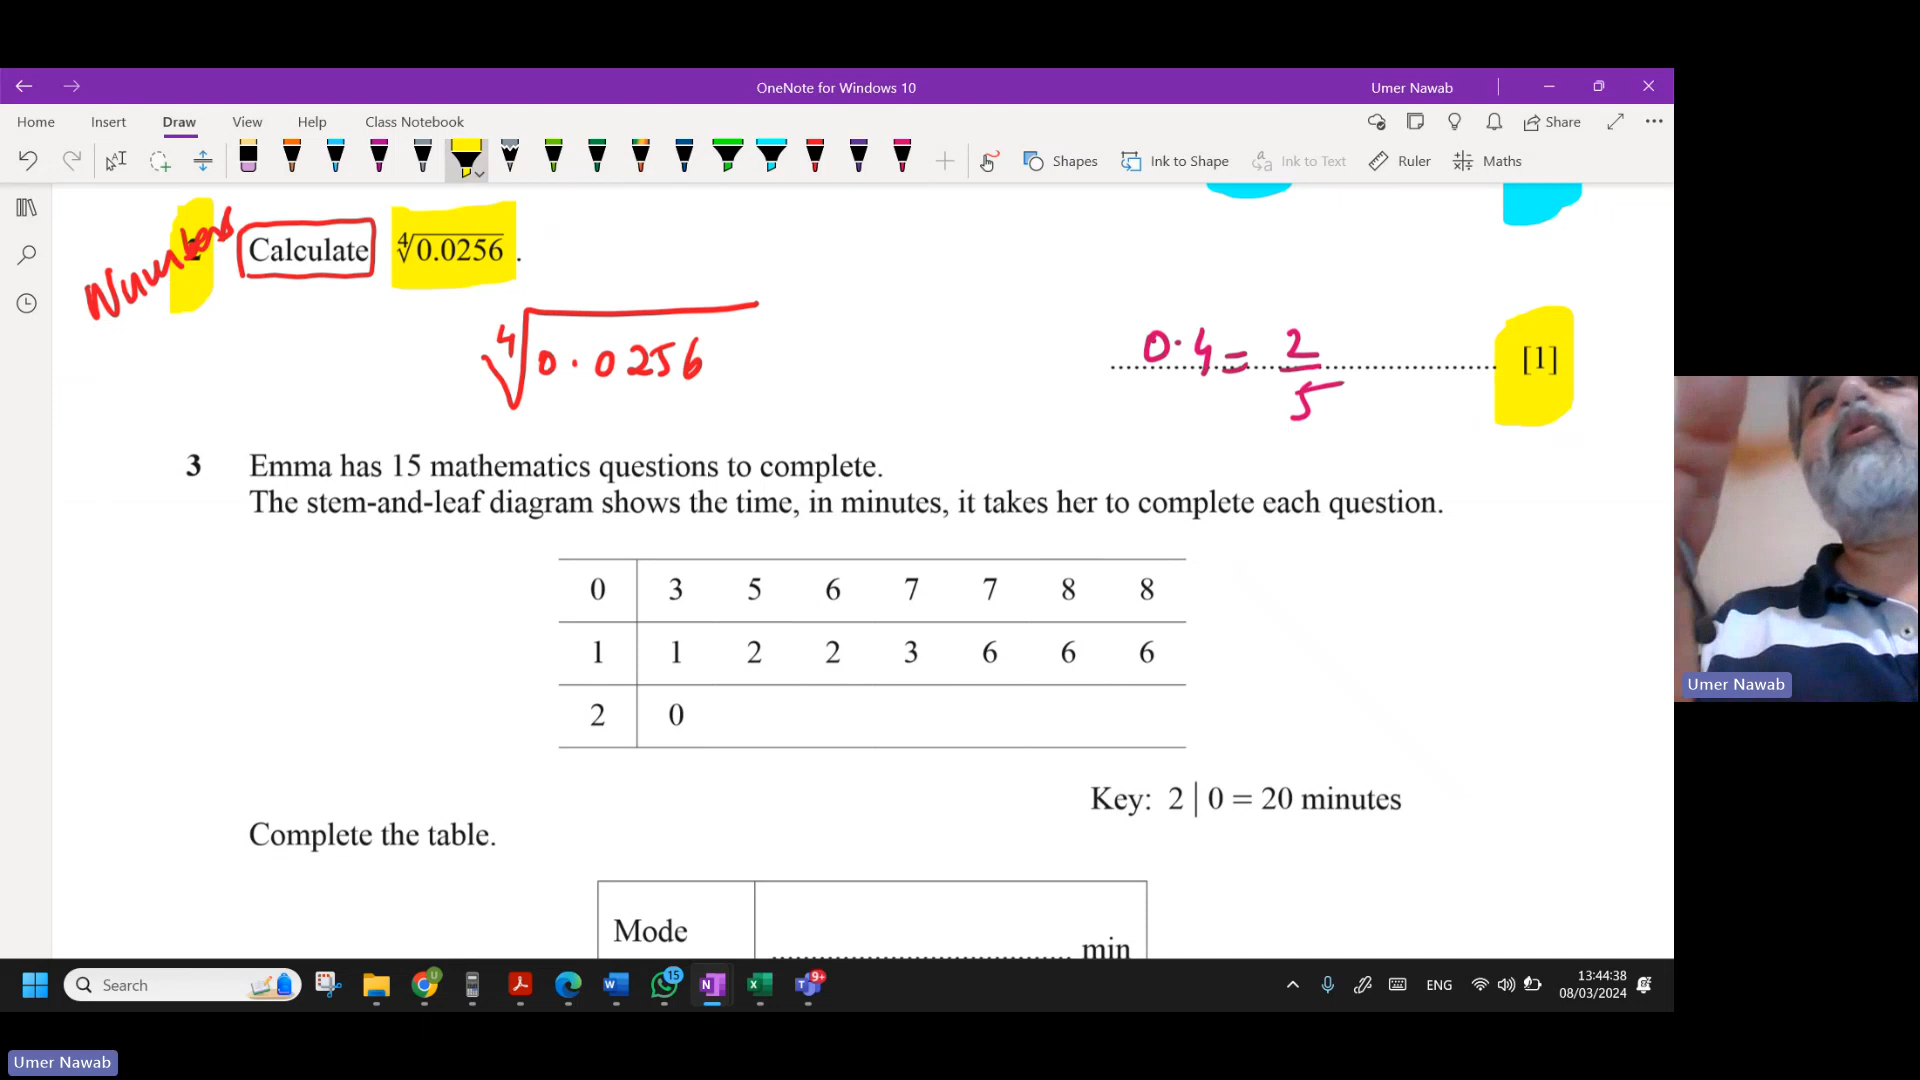 OneNote for Windows 10
Umer Nawab
Home Insert Draw View Help Class Notebook
Share
Shapes Ink to Shape Ink to Text Ruler Maths
Numbers
Calculate ⁴√0.0256 .
⁴√0.0256
0.4 = 2/5 [1]
3 Emma has 15 mathematics questions to complete.
The stem-and-leaf diagram shows the time, in minutes, it takes her to complete each question.
0 3 5 6 7 7 8 8
1 1 2 2 3 6 6 6
2 0
Key: 2 | 0 = 20 minutes
Complete the table.
Mode min
Umer Nawab
Search
U
15
9+
ENG
13:44:38
08/03/2024
Umer Nawab